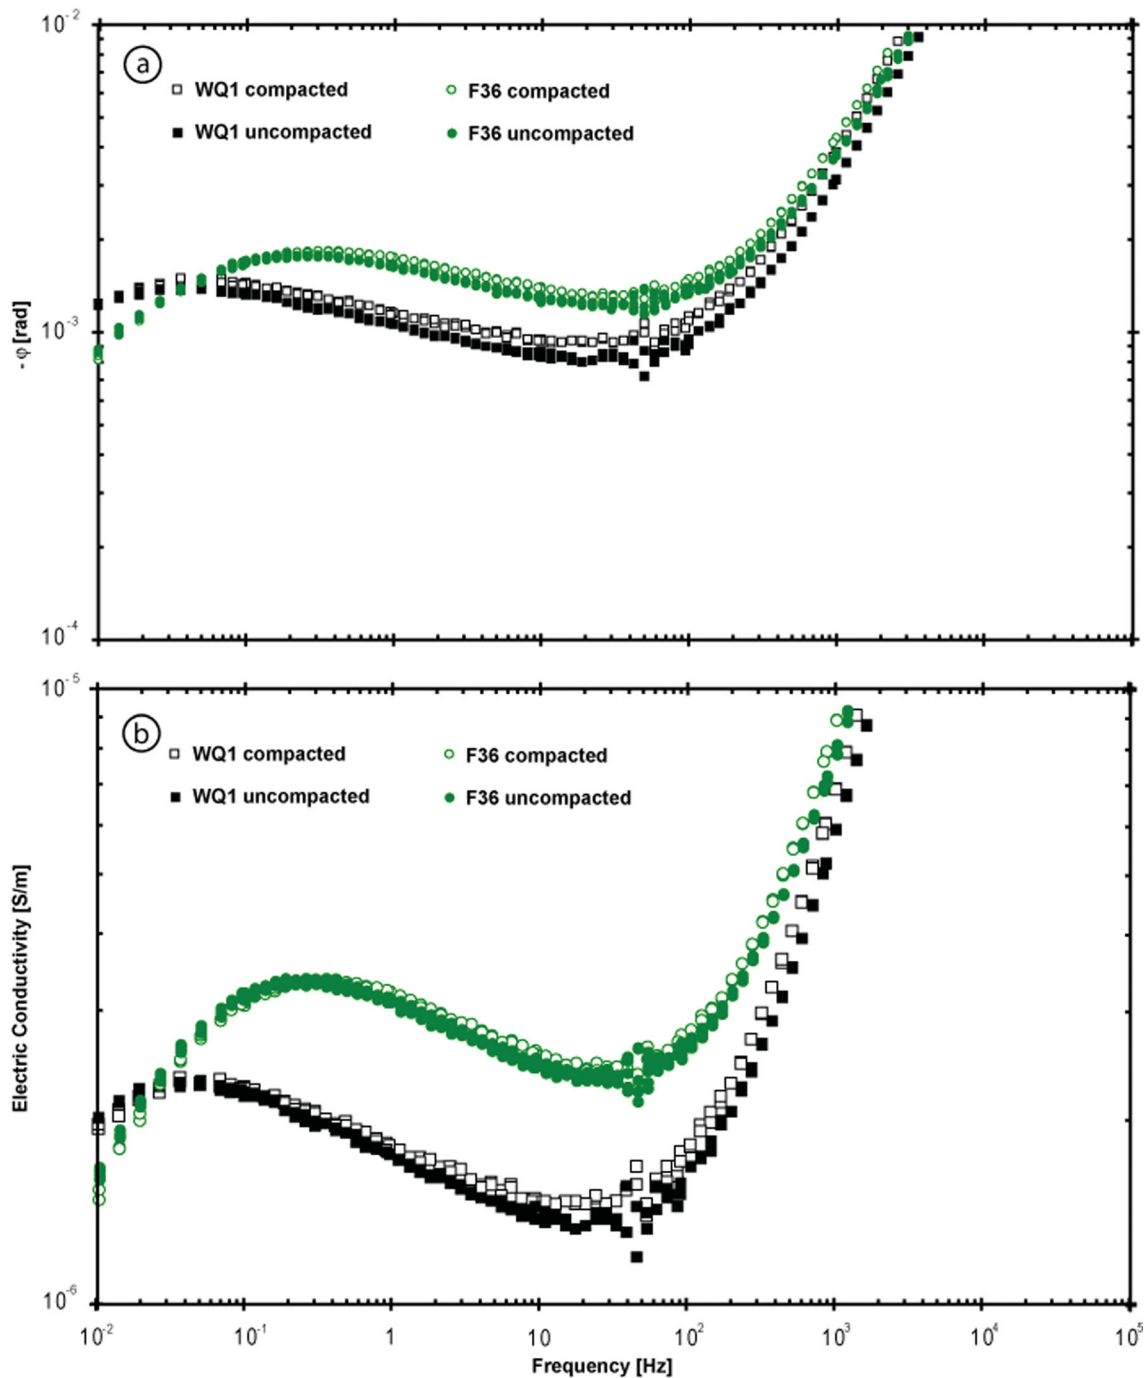 10-2
a
WQ1 compacted
F36 compacted
WQ1 uncompacted
F36 uncompacted
- φ [rad]
10-3
10-4
10-5
b
WQ1 compacted
F36 compacted
WQ1 uncompacted
F36 uncompacted
Electric Conductivity [S/m]
10-6
10-2 10-1 1 10 102 103 104 105
Frequency [Hz]